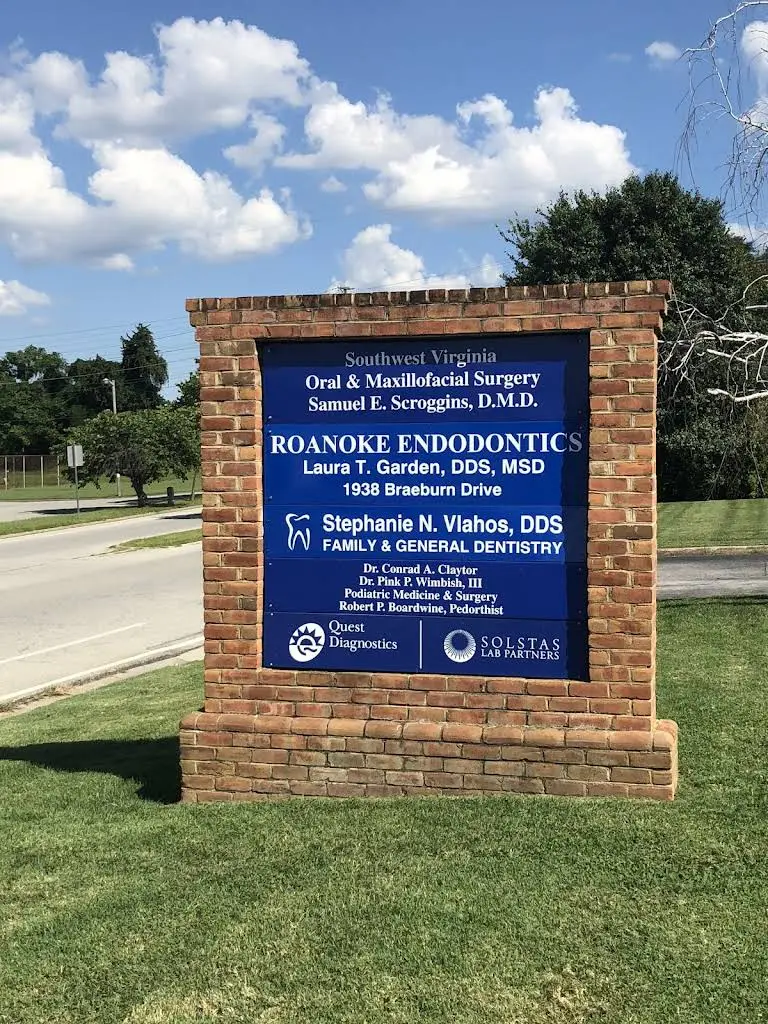 Southwest Virginia
Oral & Maxillofacial Surgery
Samuel E. Scroggins, D.M.D.
ROANOKE ENDODONTICS
Laura T. Garden, DDS, MSD
1938 Braeburn Drive
Stephanie N. Vlahos, DDS
FAMILY & GENERAL DENTISTRY
Dr. Conrad A. Claytor
Dr. Pink P. Wimbish, III
Podiatric Medicine & Surgery
Robert P. Boardwine, Pedorthist
Quest
Diagnostics
SOLSTAS
LAB PARTNERS